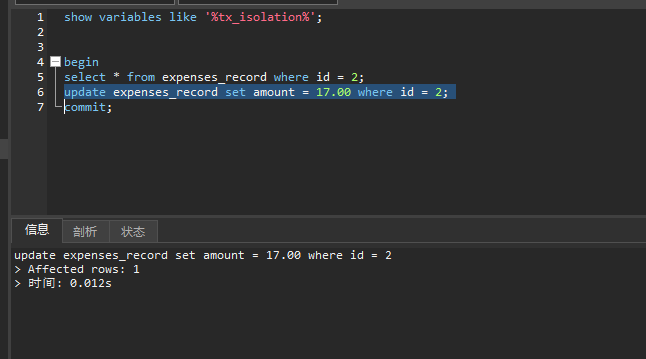 1 show variables like '%tx_isolation%';
2
3
4 begin
5 select * from expenses_record where id = 2;
6 update expenses_record set amount = 17.00 where id = 2;
7 commit;
信息 剖析 状态
update expenses_record set amount = 17.00 where id = 2
> Affected rows: 1
> 时间: 0.012s